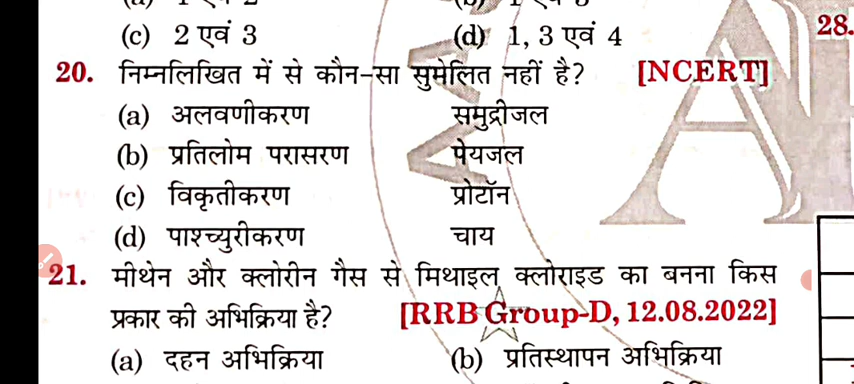 (c) 2 एवं 3 (d) 1, 3 एवं 4
28.
20. निम्नलिखित में से कौन-सा सुमेलित नहीं है? [NCERT]
(a) अलवणीकरण समुद्रीजल
(b) प्रतिलोम परासरण पेयजल
(c) विकृतीकरण प्रोटॉन
(d) पाश्च्युरीकरण चाय
21. मीथेन और क्लोरीन गैस से मिथाइल क्लोराइड का बनना किस
प्रकार की अभिक्रिया है? [RRB Group-D, 12.08.2022]
(a) दहन अभिक्रिया (b) प्रतिस्थापन अभिक्रिया